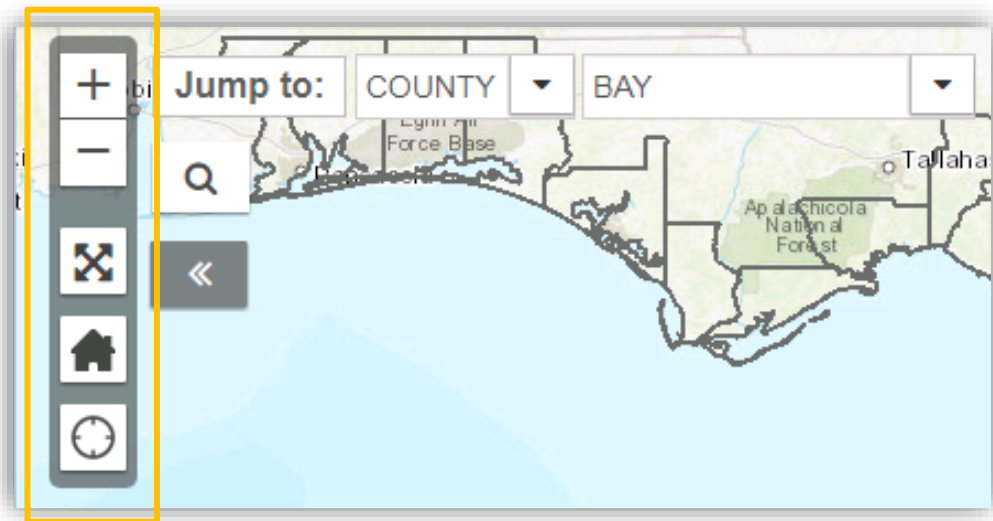 Jump to:
COUNTY
BAY
Force Base
Tallaha
Apalachicola
National
Forest